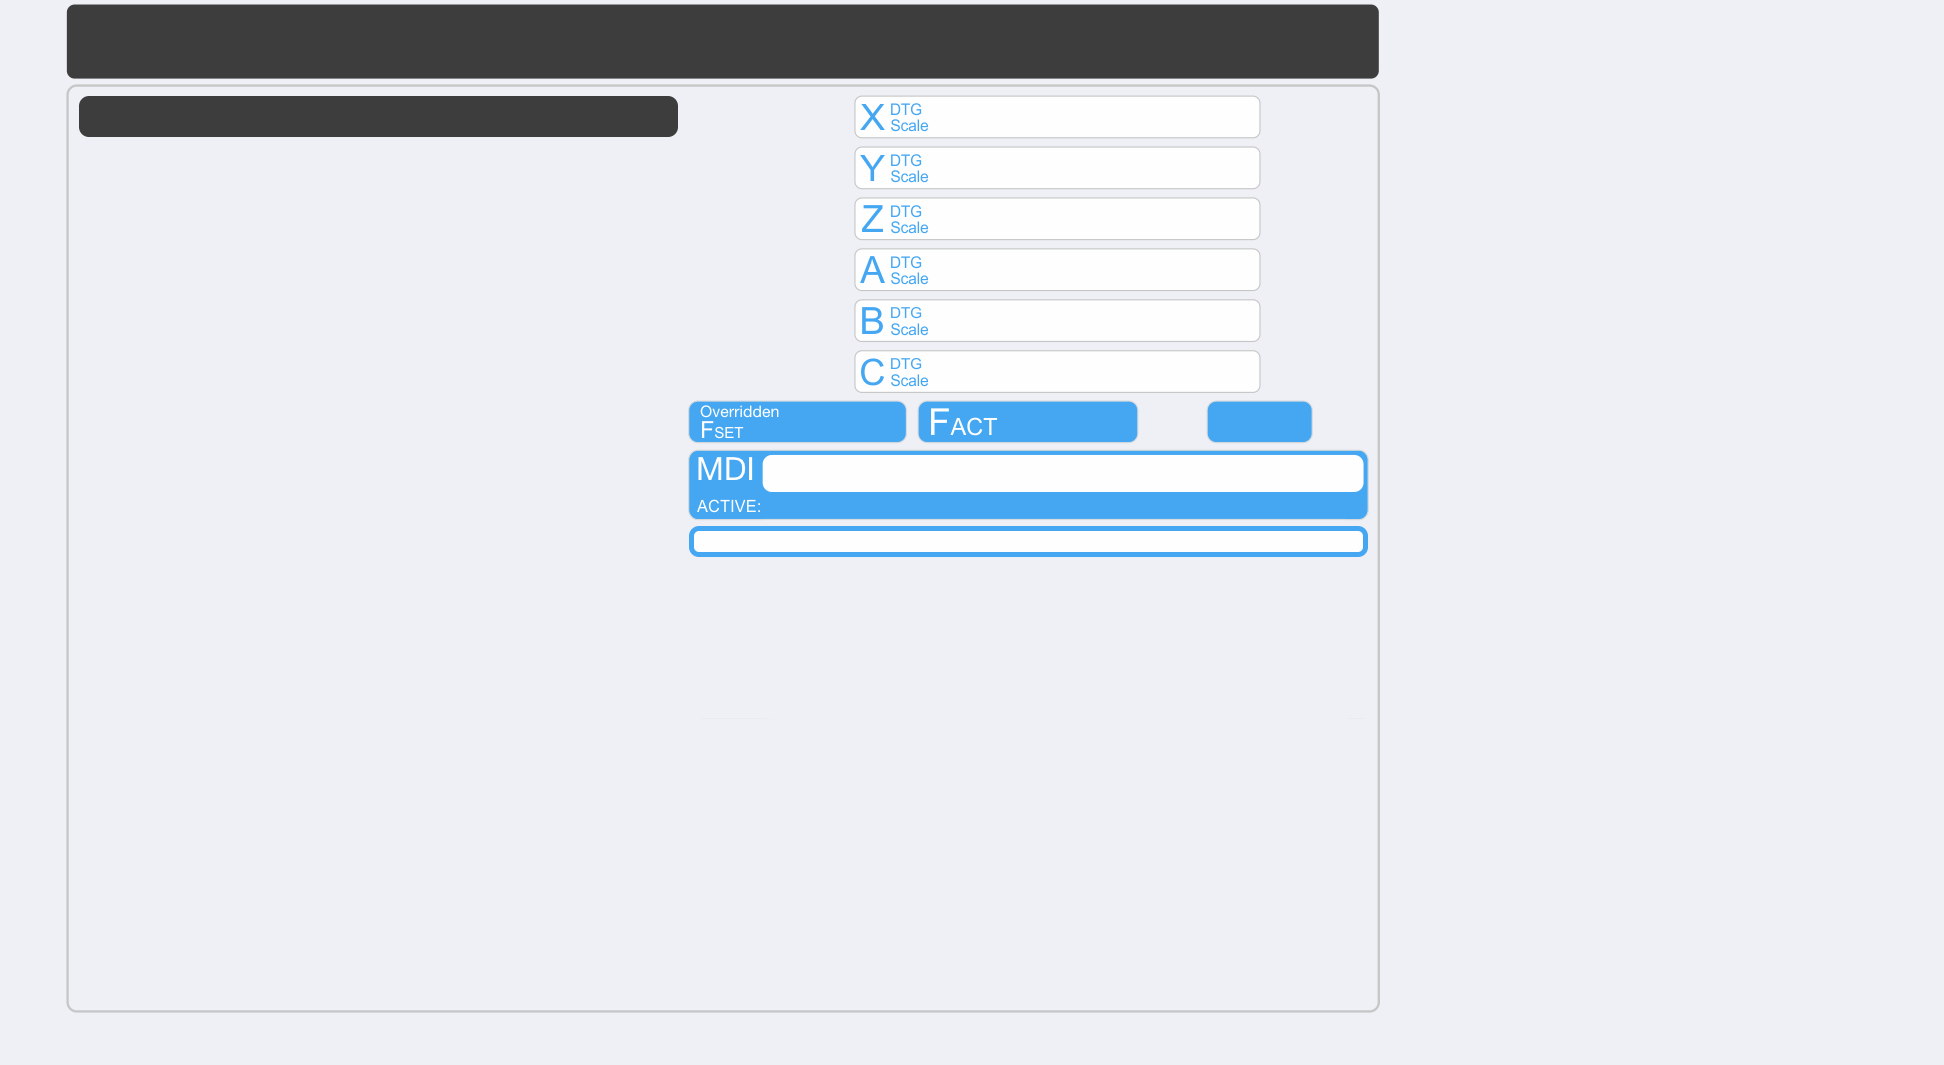 X DTG
Scale
Y DTG
Scale
Z DTG
Scale
A DTG
Scale
B DTG
Scale
C DTG
Scale
Overridden
FSET
FACT
MDI
ACTIVE: